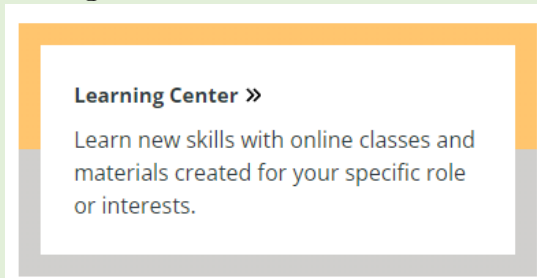 Learning Center »
Learn new skills with online classes and
materials created for your specific role
or interests.